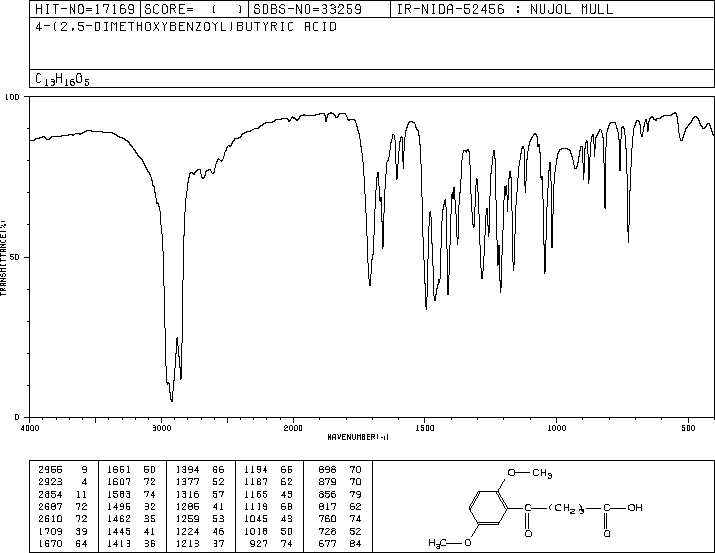 HIT-NO=17169 SCORE= ( ) SDBS-NO=33259 IR-NIDA-52456 : NUJOL MULL
4-(2,5-DIMETHOXYBENZOYL)BUTYRIC ACID
C13H16O5
100
50
0
TRANSMITTANCE(%)
4000 3000 2000 1500 1000 500
WAVENUMBER(-1)
2955 9 1661 60 1394 66 1194 66 898 70
2923 4 1607 72 1377 52 1187 62 879 70
2854 11 1583 74 1316 57 1165 43 856 79
2687 72 1496 32 1286 41 1119 68 817 62
2610 72 1462 35 1259 53 1045 43 760 74
1709 39 1445 41 1224 46 1018 50 728 52
1670 64 1413 36 1213 37 927 74 677 84
O—CH3
(CH2)3 OH
O O
H3C—O